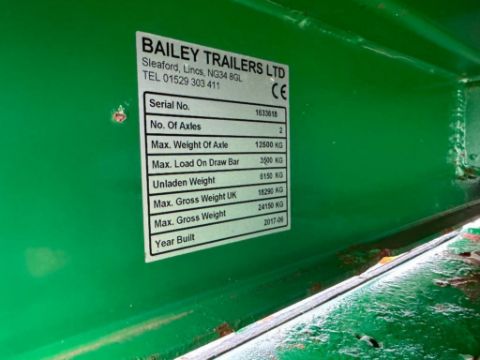 BAILEY TRAILERS LTD
Sleaford, Lincs, NG34 8GL
TEL 01529 303 411
CE
Serial No. 1633618
No. Of Axles 2
Max. Weight Of Axle 12500 KG
Max. Load On Draw Bar 3500 KG
Unladen Weight 6150 KG
Max. Gross Weight UK 18290 KG
Max. Gross Weight 24150 KG
Year Built 2017-06